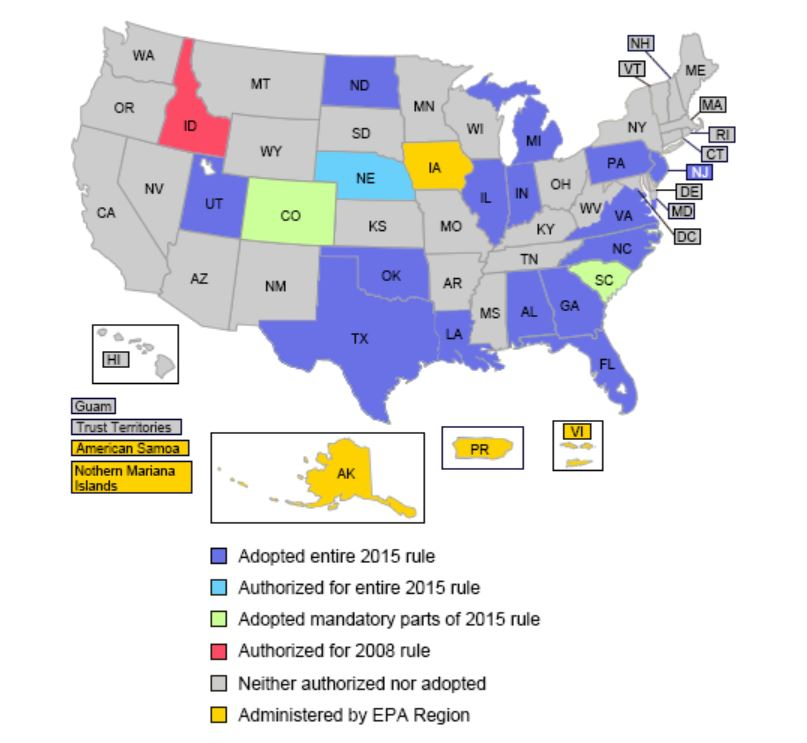 NH
WA
VT
ME
MT
ND
MN
OR
MA
ID
SD
WI
NY
RI
MI
WY
CT
PA
NJ
IA
NE
OH
DE
NV
IL
IN
UT
WV
MD
CA
CO
VA
KS
MO
KY
DC
NC
TN
AZ
OK
SC
NM
AR
MS
AL
GA
TX
LA
HI
FL
Guam
Trust Territories
American Samoa
Nothern Mariana
Islands
VI
PR
AK
Adopted entire 2015 rule
Authorized for entire 2015 rule
Adopted mandatory parts of 2015 rule
Authorized for 2008 rule
Neither authorized nor adopted
Administered by EPA Region